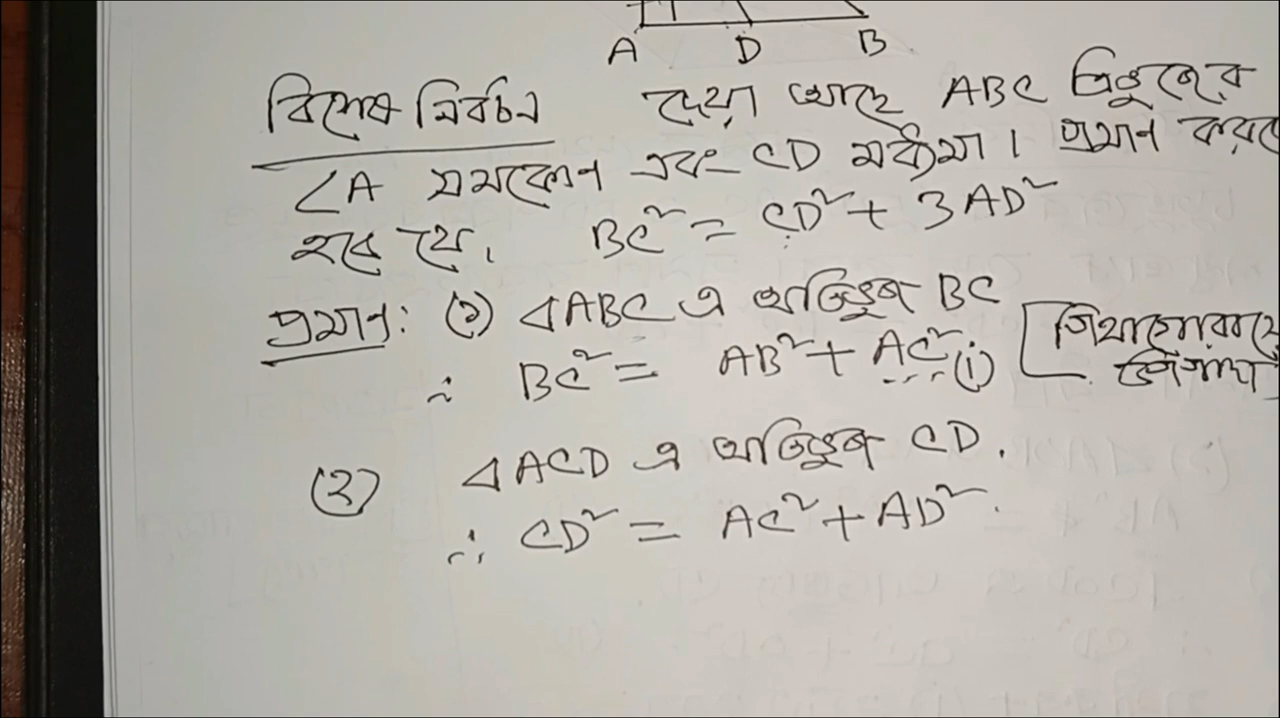 A D B
বিশেষ নির্বচন দেয়া আছে ABC ত্রিভুজের
∠A সমকোণ এবং CD মধ্যমা। প্রমাণ করতে
হবে যে, BC² = CD² + 3AD²
প্রমাণ: (১) ⊿ABC এ অতিভুজ BC
∴ BC² = AB² + AC² ...(i) [পিথাগোরাসে
(২) ⊿ACD এ অতিভুজ CD.
∴ CD² = AC² + AD².